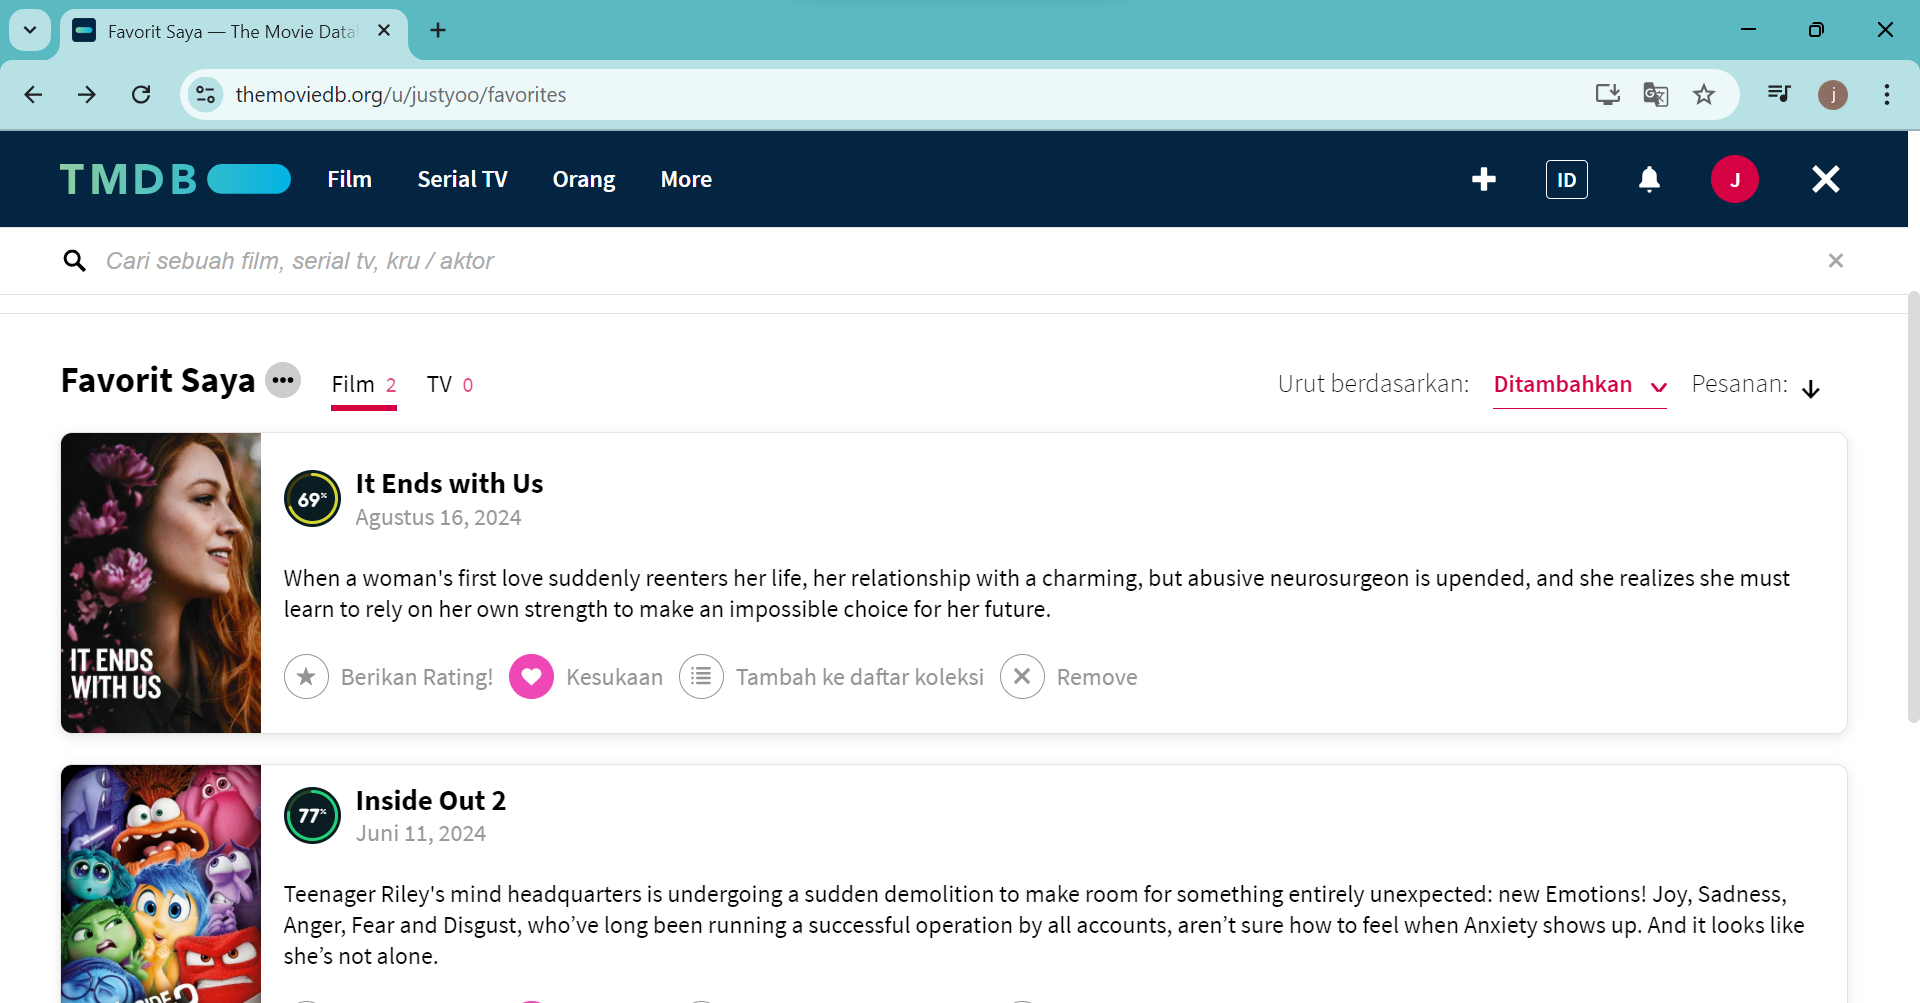 Favorit Saya — The Movie Data
themoviedb.org/u/justyoo/favorites
j
TMDB Film Serial TV Orang More ID J
Cari sebuah film, serial tv, kru / aktor
Favorit Saya Film 2 TV 0 Urut berdasarkan: Ditambahkan Pesanan:
69% It Ends with Us
Agustus 16, 2024
When a woman's first love suddenly reenters her life, her relationship with a charming, but abusive neurosurgeon is upended, and she realizes she must
learn to rely on her own strength to make an impossible choice for her future.
IT ENDS
WITH US
Berikan Rating! Kesukaan Tambah ke daftar koleksi Remove
77% Inside Out 2
Juni 11, 2024
Teenager Riley's mind headquarters is undergoing a sudden demolition to make room for something entirely unexpected: new Emotions! Joy, Sadness,
Anger, Fear and Disgust, who’ve long been running a successful operation by all accounts, aren’t sure how to feel when Anxiety shows up. And it looks like
she’s not alone.